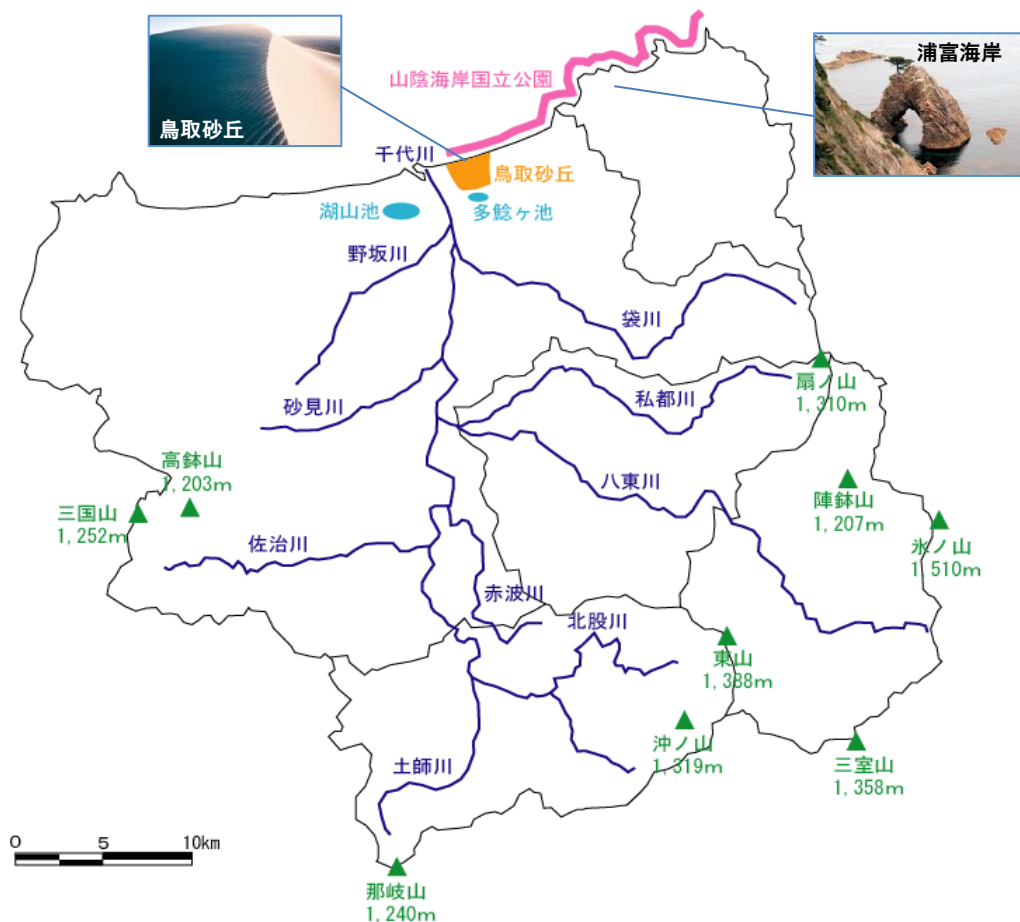 浦富海岸
山陰海岸国立公園
鳥取砂丘
千代川
鳥取砂丘
湖山池
多鯰ヶ池
野坂川
袋川
扇ノ山
1,310m
私都川
砂見川
高鉢山
1,203m
八東川
陣鉢山
1,207m
三国山
1,252m
氷ノ山
1,510m
佐治川
赤波川
北股川
東山
1,388m
沖ノ山
1,319m
土師川
三室山
1,358m
0 5 10km
那岐山
1,240m